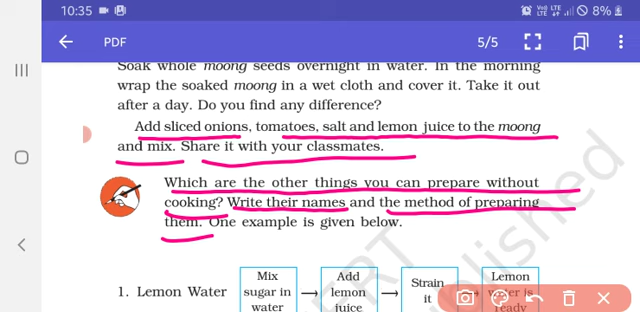 10:35
Vo) LTE
LTE
8%
PDF
5/5
Soak whole moong seeds overnight in water. In the morning
wrap the soaked moong in a wet cloth and cover it. Take it out
after a day. Do you find any difference?
Add sliced onions, tomatoes, salt and lemon juice to the moong
and mix. Share it with your classmates.
Which are the other things you can prepare without
cooking? Write their names and the method of preparing
them. One example is given below.
1. Lemon Water
Mix
sugar in
water
Add
lemon
juice
Strain
it
Lemon
water is
ready